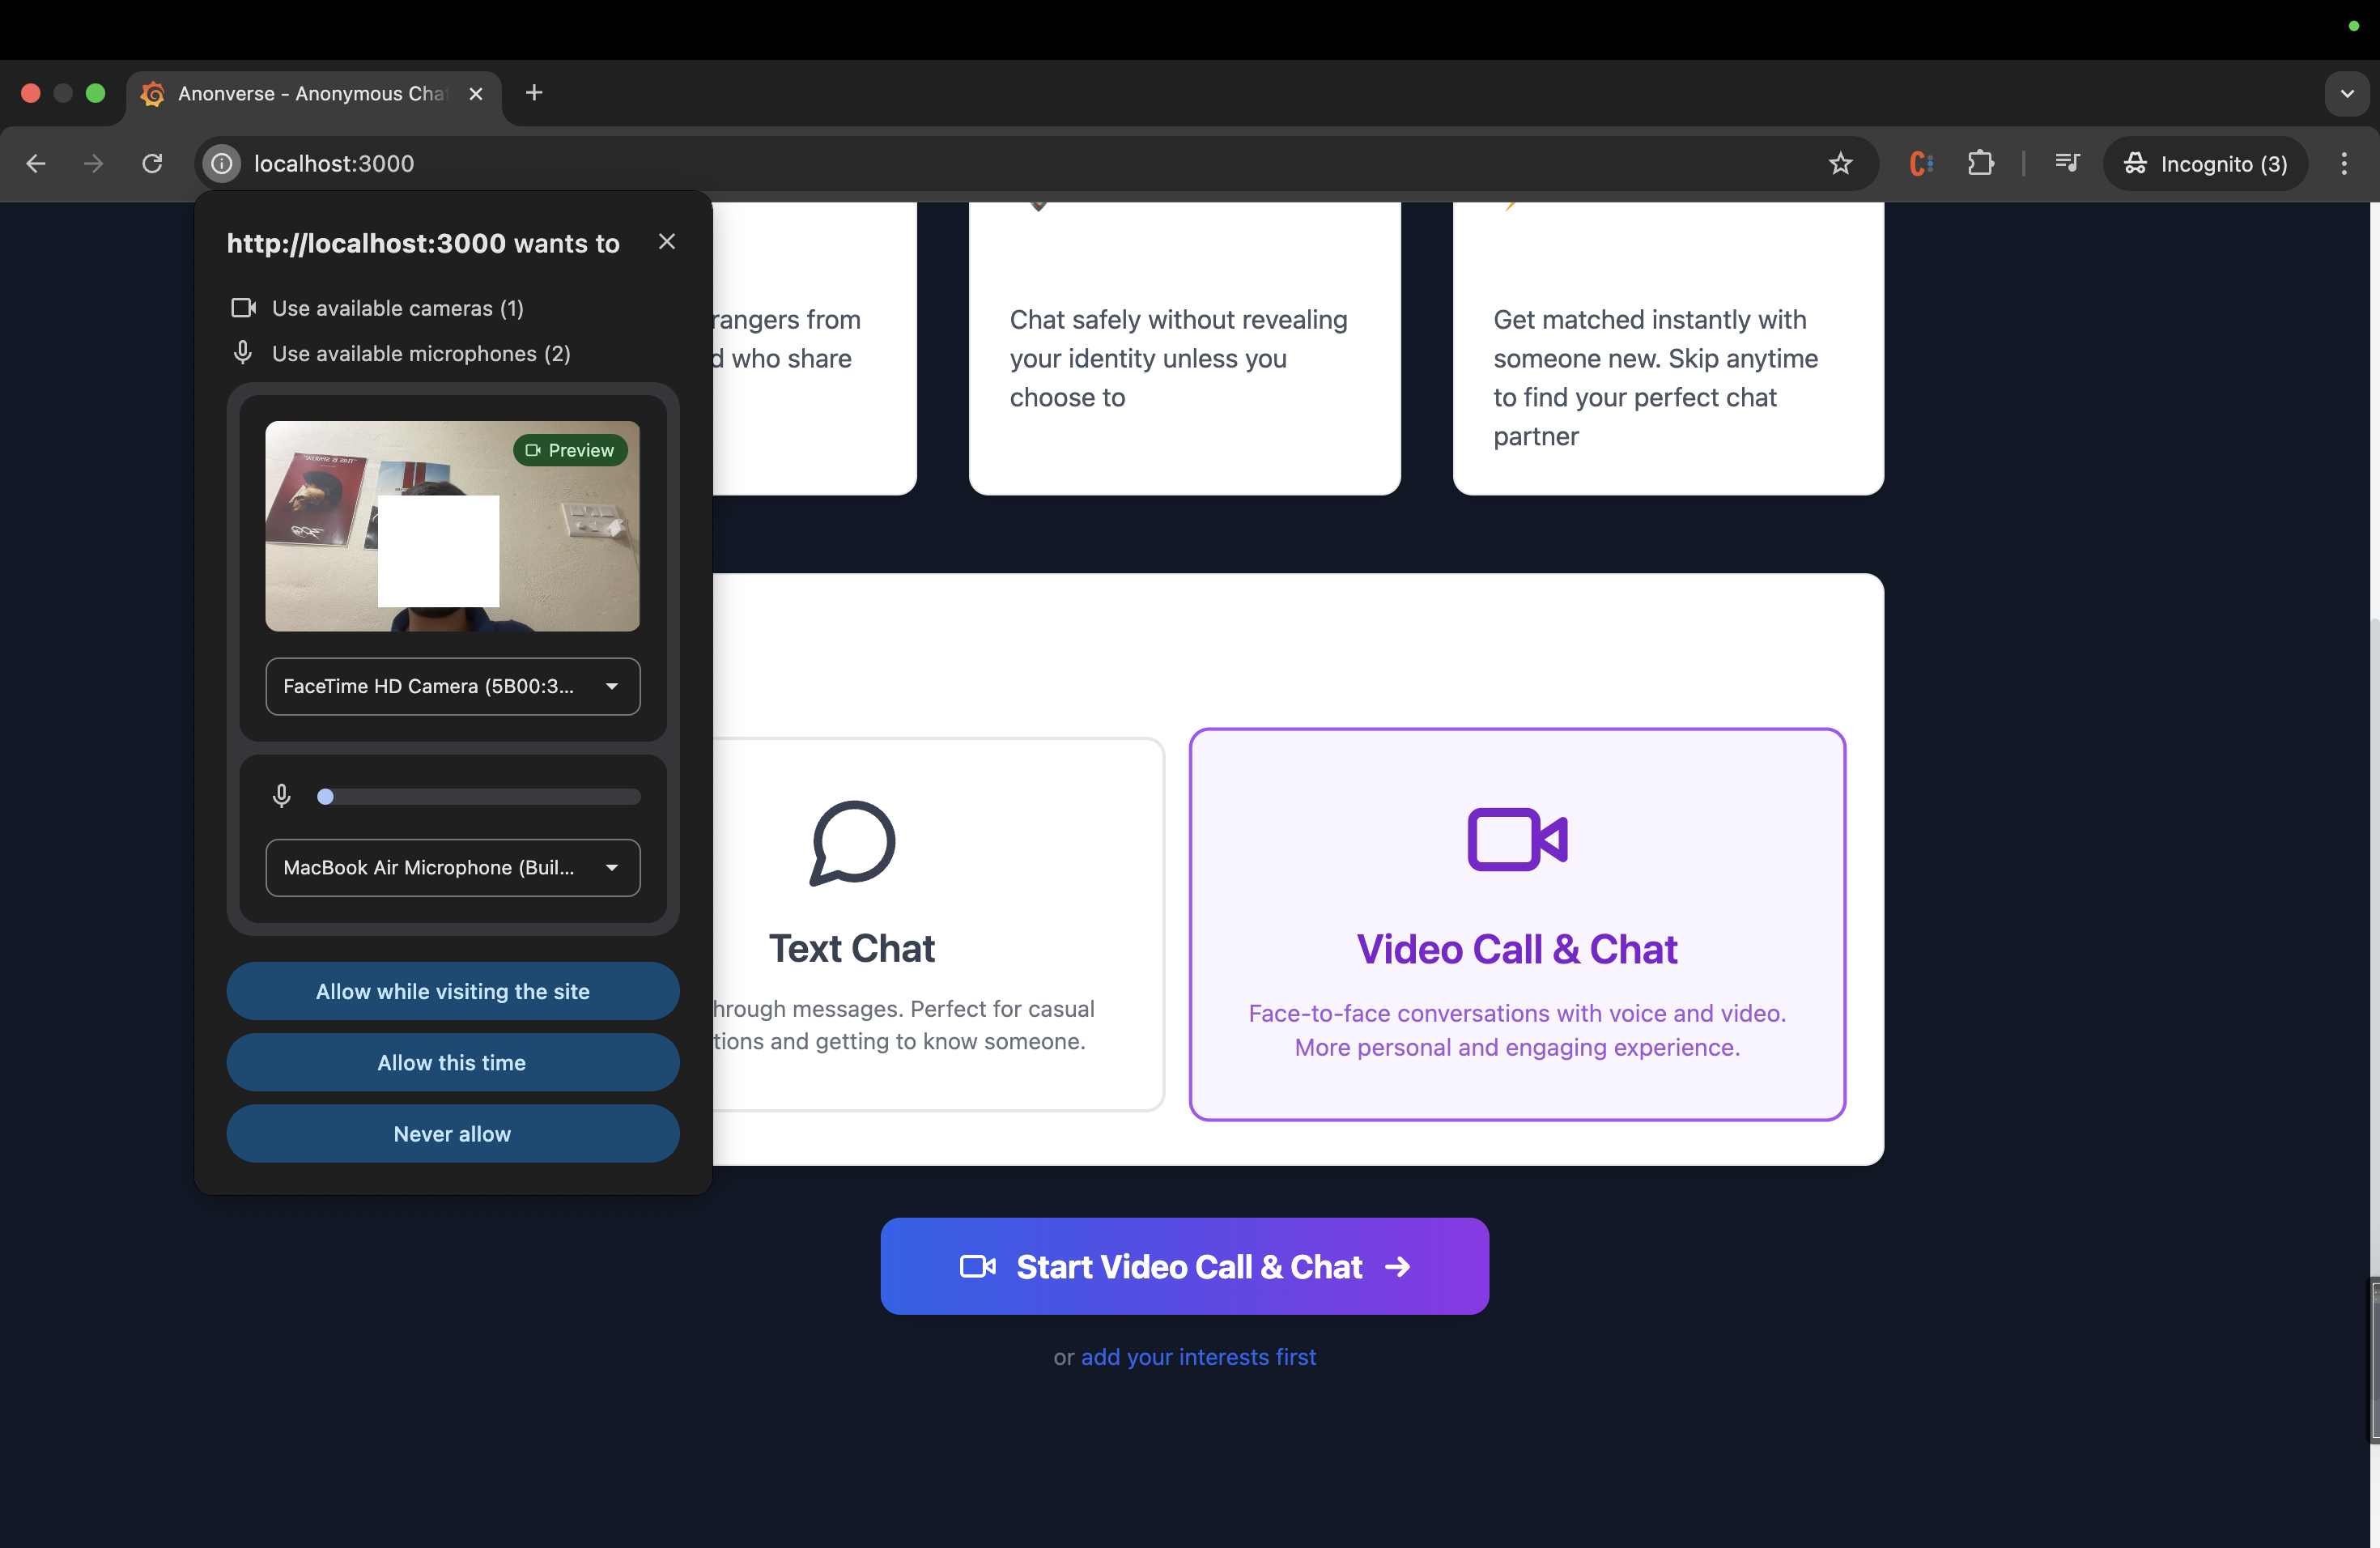 Anonverse - Anonymous Cha
localhost:3000
Incognito (3)
http://localhost:3000 wants to
Use available cameras (1)
Use available microphones (2)
Preview
FaceTime HD Camera (5B00:3...
MacBook Air Microphone (Buil...
Allow while visiting the site
Allow this time
Never allow
rangers from
d who share
Chat safely without revealing
your identity unless you
choose to
Get matched instantly with
someone new. Skip anytime
to find your perfect chat
partner
Text Chat
hrough messages. Perfect for casual
tions and getting to know someone.
Video Call & Chat
Face-to-face conversations with voice and video.
More personal and engaging experience.
Start Video Call & Chat
or add your interests first